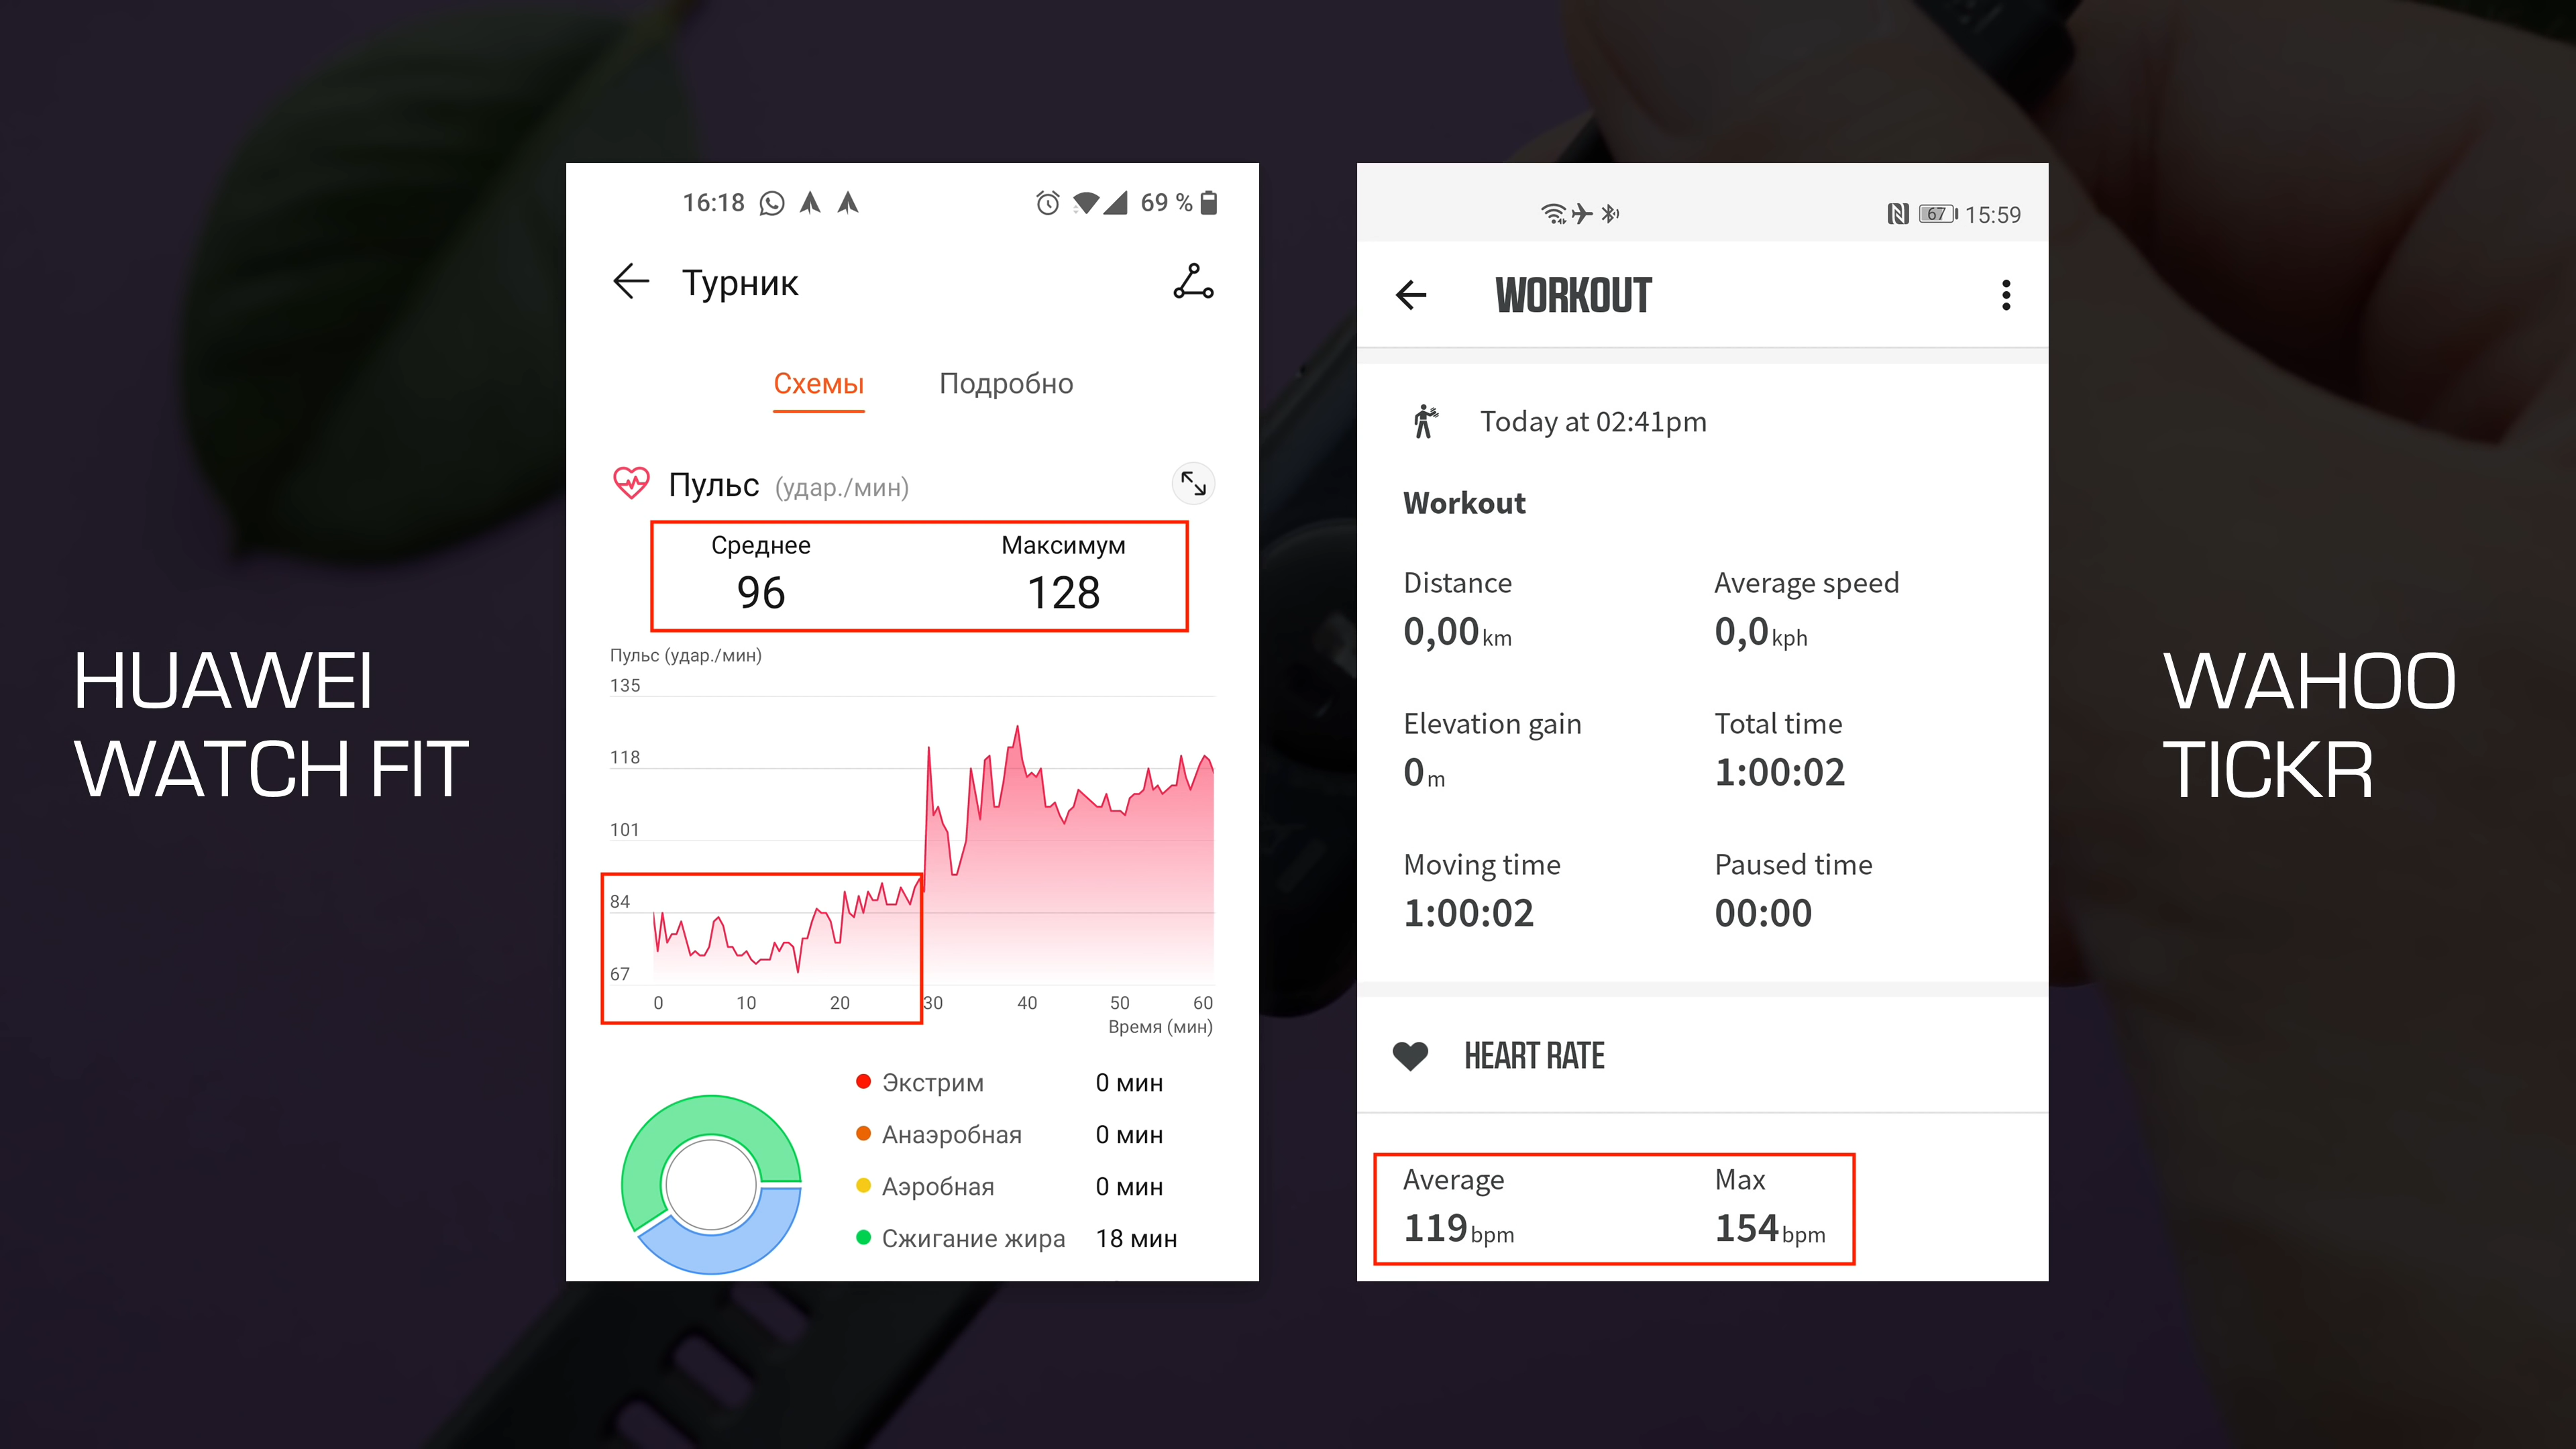 HUAWEI
WATCH FIT
16:18 69 %
Турник
Схемы Подробно
Пульс (удар./мин)
Среднее Максимум
96 128
Пульс (удар./мин)
135
118
101
84
67
0 10 20 30 40 50 60
Время (мин)
Экстрим 0 мин
Анаэробная 0 мин
Аэробная 0 мин
Сжигание жира 18 мин
67 15:59
WORKOUT
Today at 02:41pm
Workout
Distance Average speed
0,00 km 0,0 kph
Elevation gain Total time
0 m 1:00:02
Moving time Paused time
1:00:02 00:00
HEART RATE
Average Max
119 bpm 154 bpm
WAHOO
TICKR